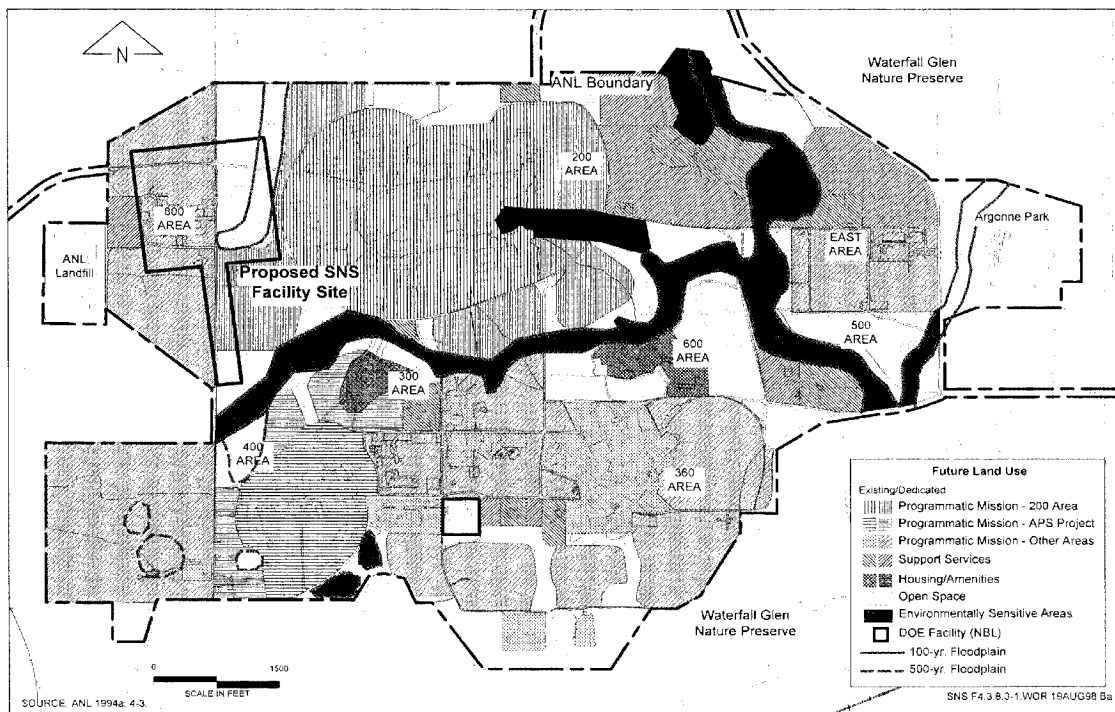 N
Waterfall Glen
Nature Preserve
ANL Boundary
200
AREA
800
AREA
ANL
Landfill
Proposed SNS
Facility Site
EAST
AREA
Argonne Park
500
AREA
600
AREA
300
AREA
400
AREA
360
AREA
Waterfall Glen
Nature Preserve
Future Land Use
Existing/Dedicated
Programmatic Mission - 200 Area
Programmatic Mission - APS Project
Programmatic Mission - Other Areas
Support Services
Housing/Amenities
Open Space
Environmentally Sensitive Areas
DOE Facility (NBL)
100-yr. Floodplain
500-yr. Floodplain
0 1500
SCALE IN FEET
SOURCE: ANL 1994a: 4-3.
SNS F4.3.8.3-1.WOR 19AUG98 Ba